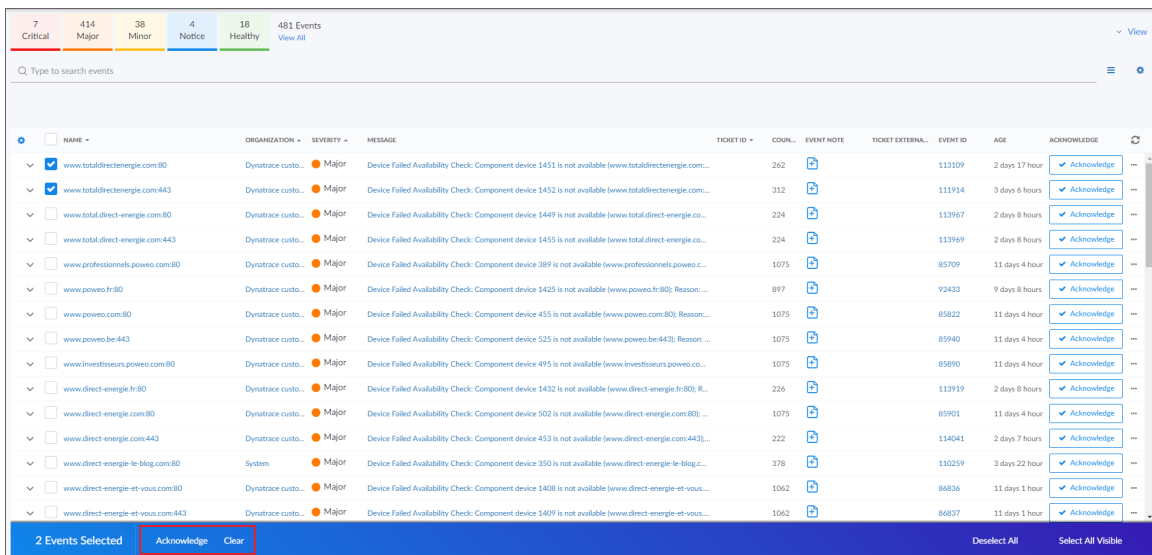 7 414 38 4 18 481 Events
Critical Major Minor Notice Healthy View All
View
Type to search events
NAME ORGANIZATION SEVERITY MESSAGE TICKET ID COUN... EVENT NOTE TICKET EXTERNA... EVENT ID AGE ACKNOWLEDGE
www.totaldirectenergie.com:80 Dynatrace custo... Major Device Failed Availability Check: Component device 1451 is not available (www.totaldirectenergie.com:... 262 113109 2 days 17 hour Acknowledge ...
www.totaldirectenergie.com:443 Dynatrace custo... Major Device Failed Availability Check: Component device 1452 is not available (www.totaldirectenergie.com:... 312 111914 3 days 6 hours Acknowledge ...
www.total.direct-energie.com:80 Dynatrace custo... Major Device Failed Availability Check: Component device 1449 is not available (www.total.direct-energie.co... 224 113967 2 days 8 hours Acknowledge ...
www.total.direct-energie.com:443 Dynatrace custo... Major Device Failed Availability Check: Component device 1455 is not available (www.total.direct-energie.co... 224 113969 2 days 8 hours Acknowledge ...
www.professionnels.poweo.com:80 Dynatrace custo... Major Device Failed Availability Check: Component device 389 is not available (www.professionnels.poweo.c... 1075 85709 11 days 4 hour Acknowledge ...
www.poweo.fr:80 Dynatrace custo... Major Device Failed Availability Check: Component device 1425 is not available (www.poweo.fr:80); Reason: ... 897 92433 9 days 8 hours Acknowledge ...
www.poweo.com:80 Dynatrace custo... Major Device Failed Availability Check: Component device 455 is not available (www.poweo.com:80); Reason:... 1075 85822 11 days 4 hour Acknowledge ...
www.poweo.be:443 Dynatrace custo... Major Device Failed Availability Check: Component device 525 is not available (www.poweo.be:443); Reason: ... 1075 85940 11 days 4 hour Acknowledge ...
www.investisseurs.poweo.com:80 Dynatrace custo... Major Device Failed Availability Check: Component device 495 is not available (www.investisseurs.poweo.co... 1075 85890 11 days 4 hour Acknowledge ...
www.direct-energie.fr:80 Dynatrace custo... Major Device Failed Availability Check: Component device 1432 is not available (www.direct-energie.fr:80); R... 226 113919 2 days 8 hours Acknowledge ...
www.direct-energie.com:80 Dynatrace custo... Major Device Failed Availability Check: Component device 502 is not available (www.direct-energie.com:80); ... 1075 85901 11 days 4 hour Acknowledge ...
www.direct-energie.com:443 Dynatrace custo... Major Device Failed Availability Check: Component device 453 is not available (www.direct-energie.com:443);... 222 114041 2 days 7 hours Acknowledge ...
www.direct-energie-le-blog.com:80 System Major Device Failed Availability Check: Component device 350 is not available (www.direct-energie-le-blog.c... 378 110259 3 days 22 hour Acknowledge ...
www.direct-energie-et-vous.com:80 Dynatrace custo... Major Device Failed Availability Check: Component device 1408 is not available (www.direct-energie-et-vous.... 1062 86836 11 days 1 hour Acknowledge ...
www.direct-energie-et-vous.com:443 Dynatrace custo... Major Device Failed Availability Check: Component device 1409 is not available (www.direct-energie-et-vous.... 1062 86837 11 days 1 hour Acknowledge ...
2 Events Selected Acknowledge Clear Deselect All Select All Visible